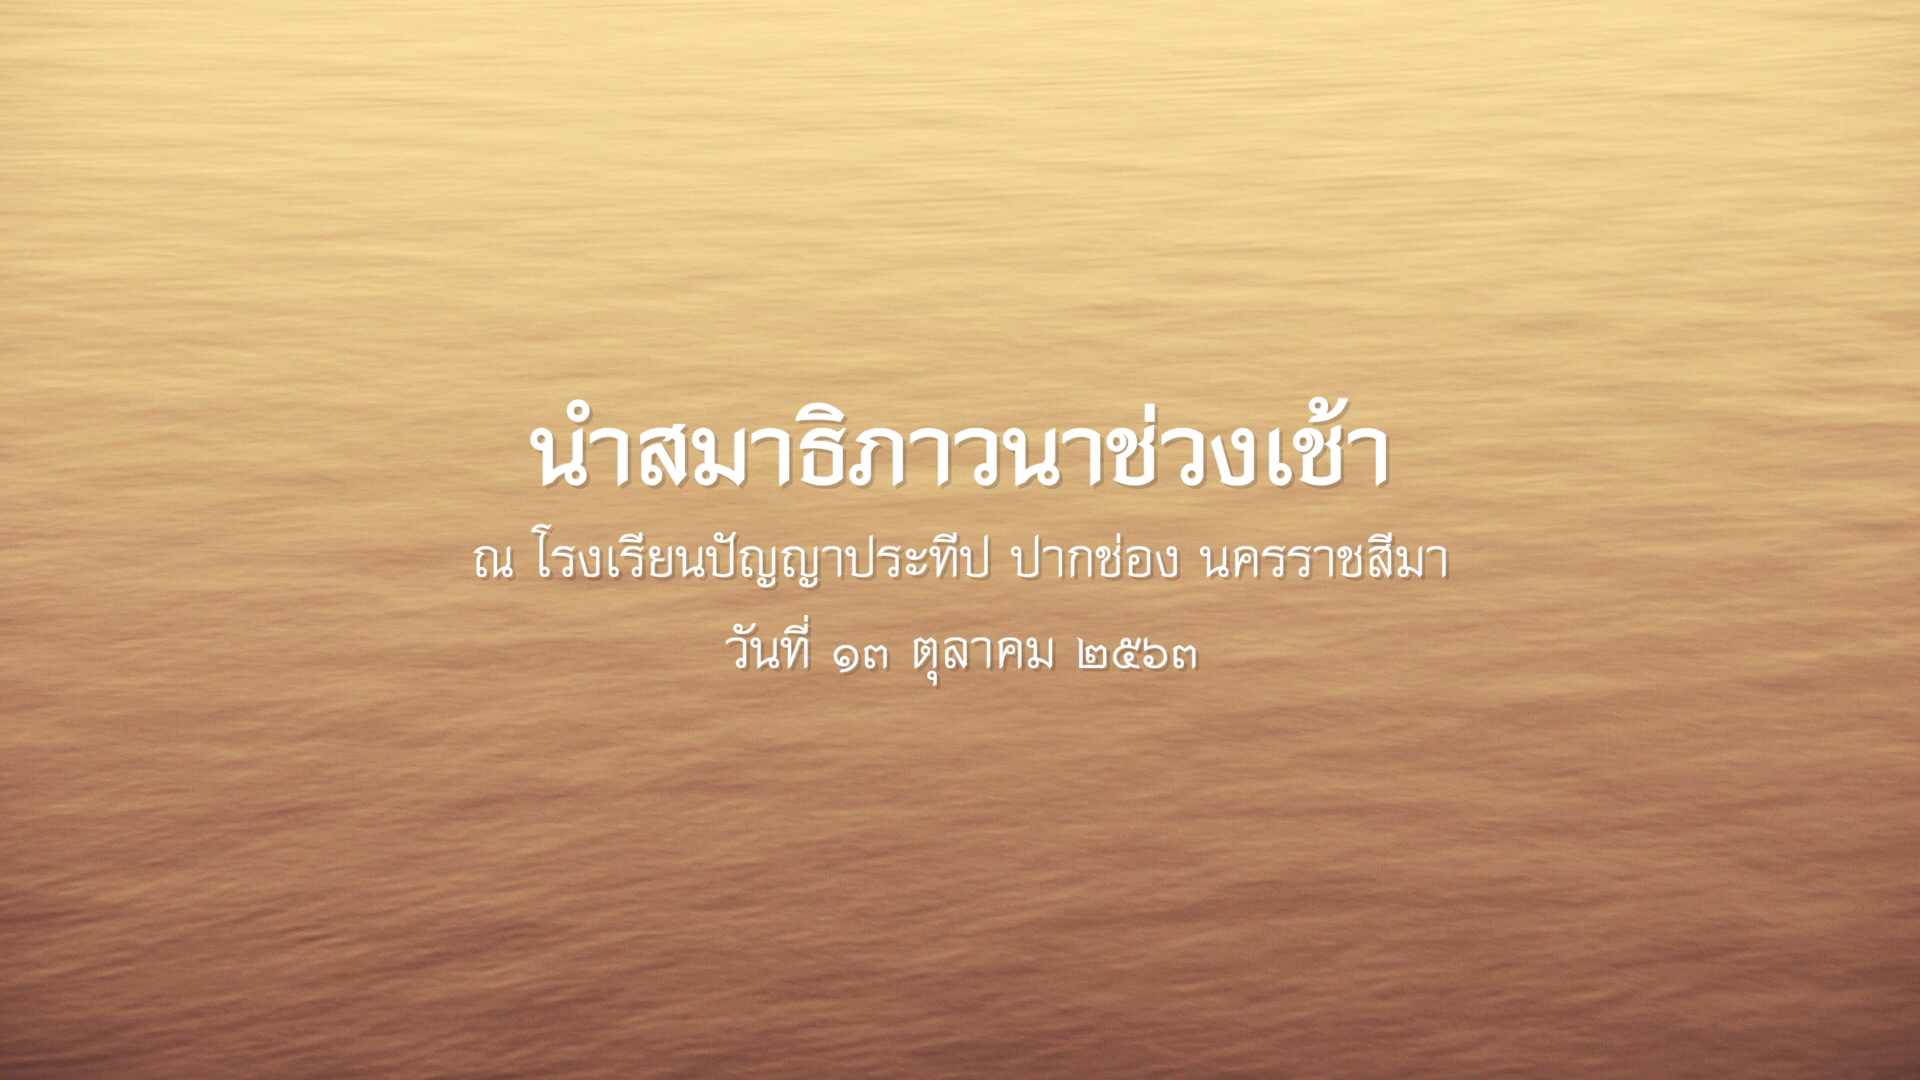 นำสมาธิภาวนาช่วงเช้า
ณ โรงเรียนปัญญาประทีป ปากช่อง นครราชสีมา
วันที่ ๑๓ ตุลาคม ๒๕๖๓